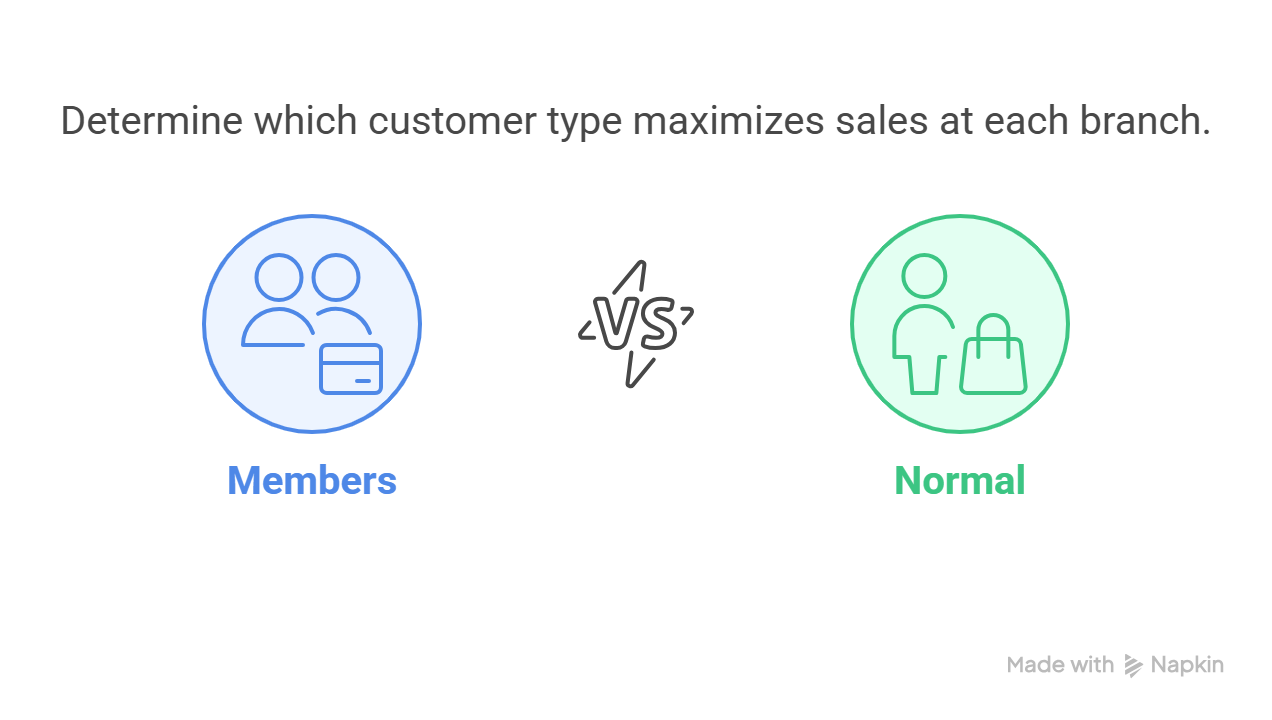 Determine which customer type maximizes sales at each branch.
VS
Members
Normal
Made with Napkin